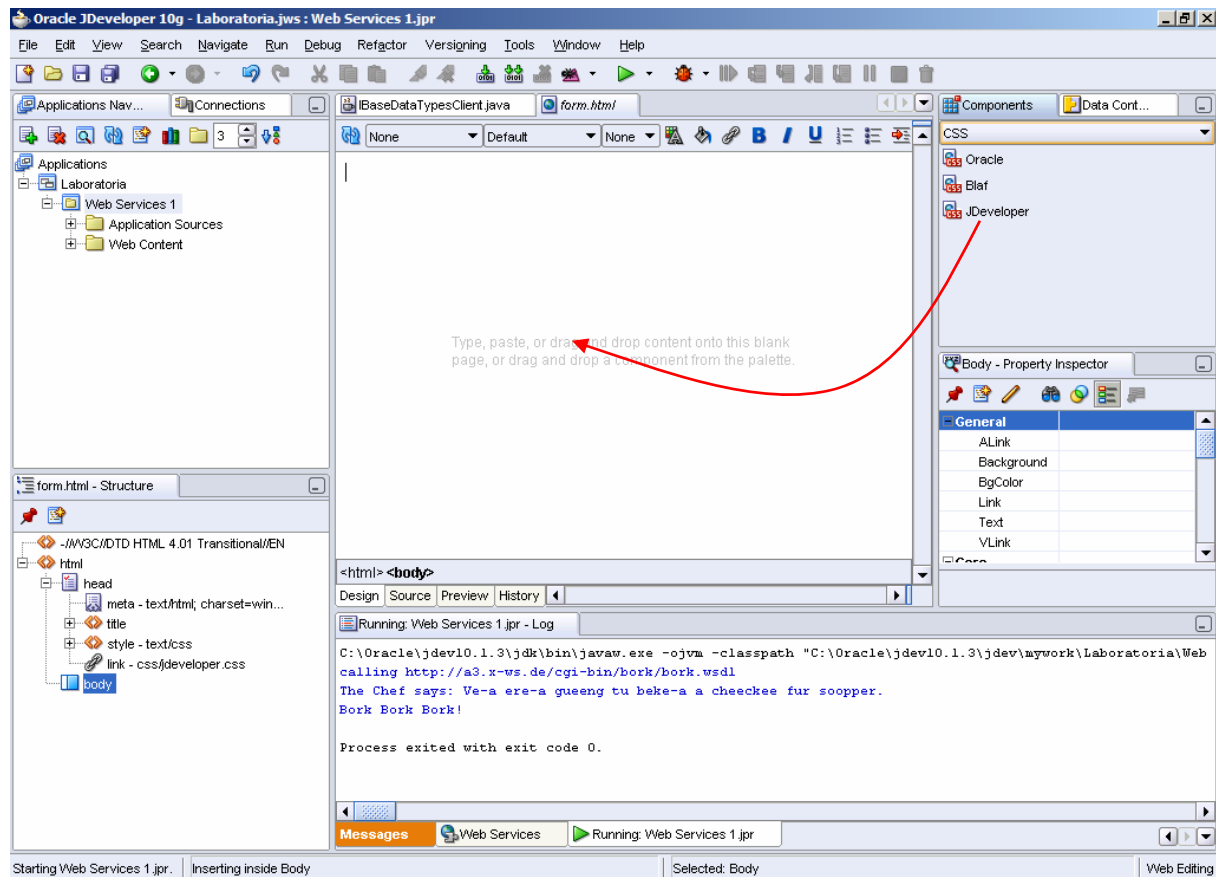 Oracle JDeveloper 10g - Laboratoria.jws : Web Services 1.jpr
File Edit View Search Navigate Run Debug Refactor Versigning Tools Window Help
Applications Nav... Connections
3
Applications
Laboratoria
Web Services 1
Application Sources
Web Content
IBaseDataTypesClient.java form.html
None Default None B I U
Type, paste, or drag and drop content onto this blank
page, or drag and drop a component from the palette.
<html> <body>
Design Source Preview History
Components Data Cont...
CSS
Oracle
Blaf
JDeveloper
Body - Property Inspector
General
ALink
Background
BgColor
Link
Text
VLink
form.html - Structure
-//W3C//DTD HTML 4.01 Transitional//EN
html
head
meta - text/html; charset=win...
title
style - text/css
link - css/jdeveloper.css
body
Running: Web Services 1.jpr - Log
C:\Oracle\jdev10.1.3\jdk\bin\javaw.exe -ojvm -classpath "C:\Oracle\jdev10.1.3\jdev\mywork\Laboratoria\Web
calling http://a3.x-ws.de/cgi-bin/bork/bork.wsdl
The Chef says: Ve-a ere-a gueeng tu beke-a a cheeckee fur soopper.
Bork Bork Bork!
Process exited with exit code 0.
Messages Web Services Running: Web Services 1.jpr
Starting Web Services 1.jpr. Inserting inside Body Selected: Body Web Editing